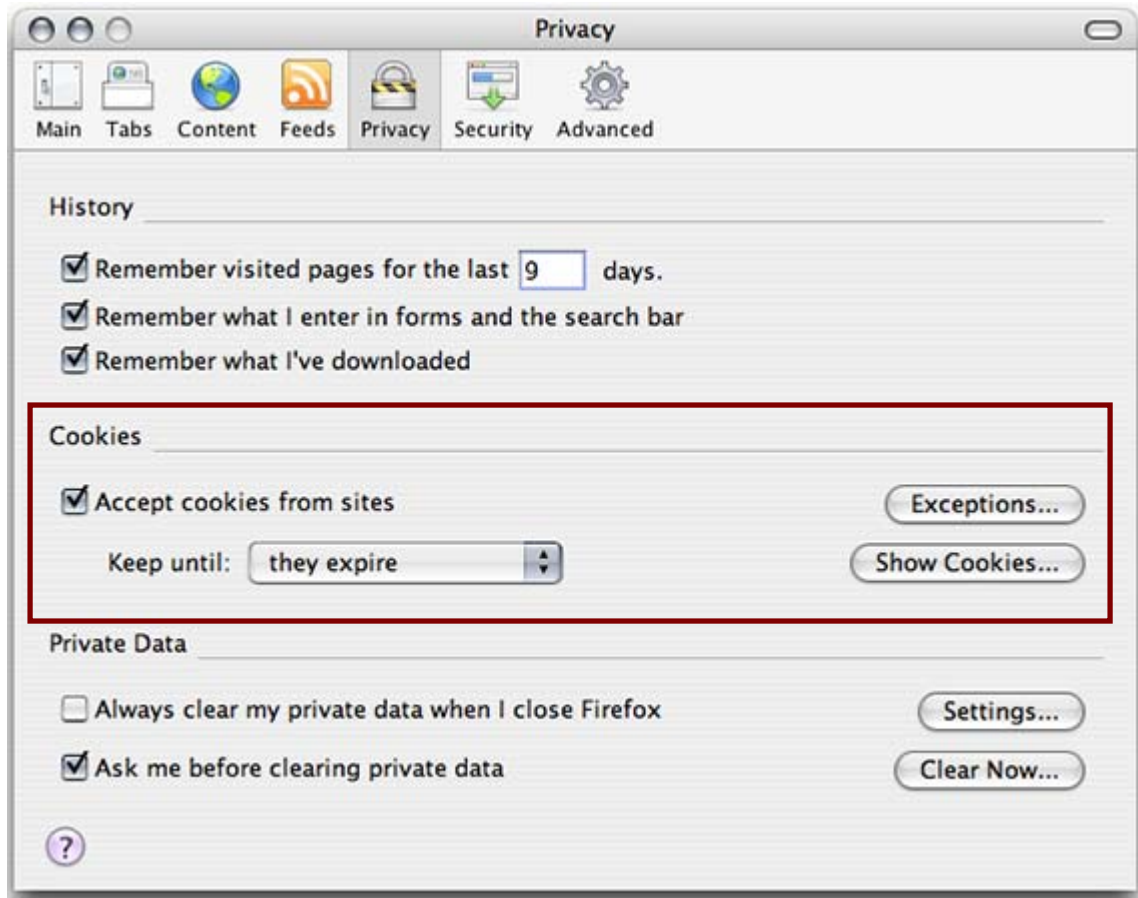 Privacy
Main Tabs Content Feeds Privacy Security Advanced
History
Remember visited pages for the last 9 days.
Remember what I enter in forms and the search bar
Remember what I've downloaded
Cookies
Accept cookies from sites Exceptions...
Keep until: they expire Show Cookies...
Private Data
Always clear my private data when I close Firefox Settings...
Ask me before clearing private data Clear Now...
?